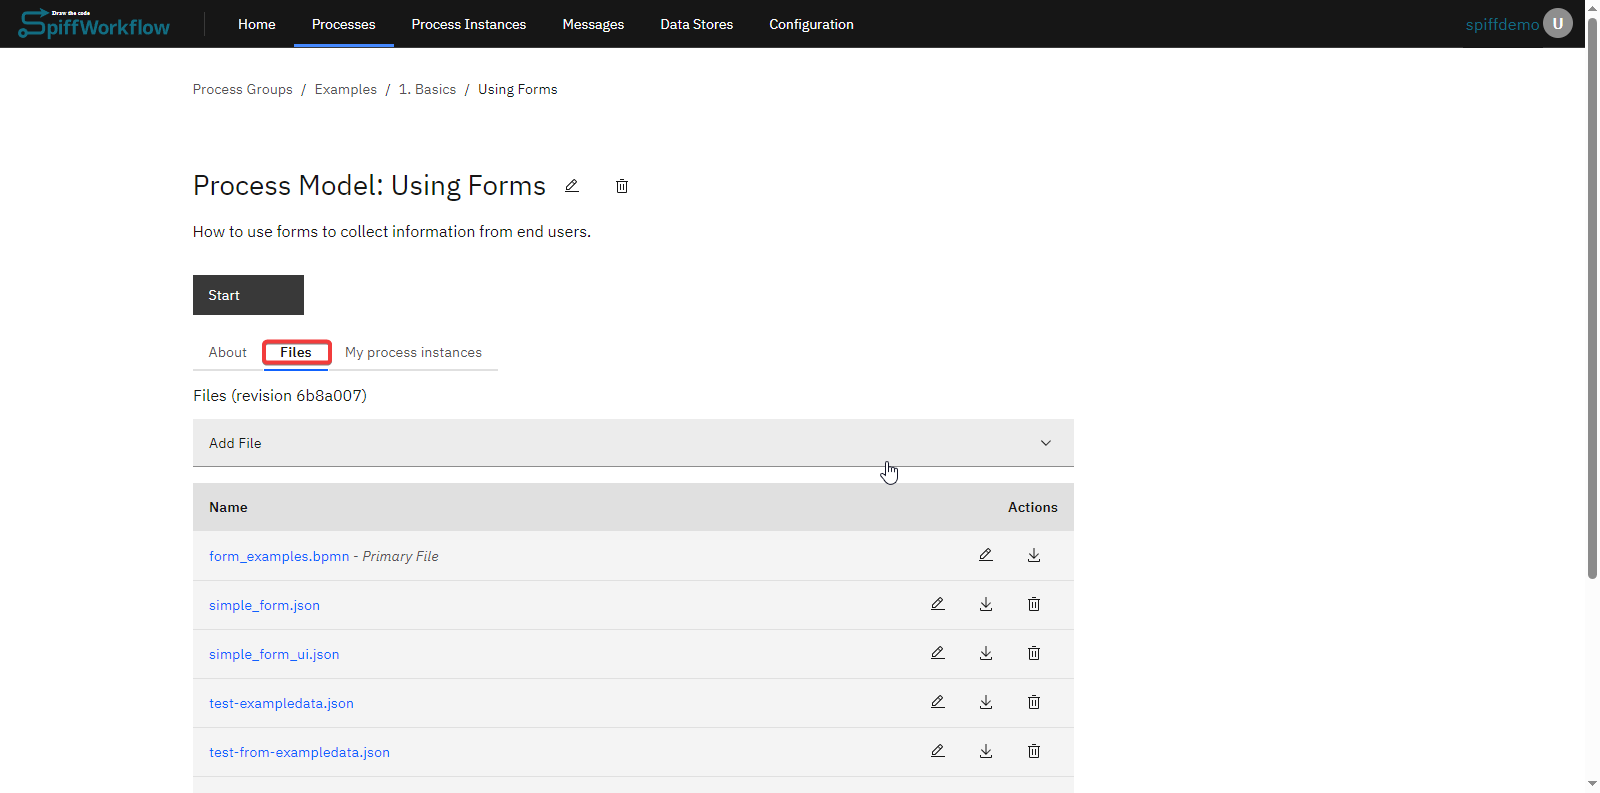 Draw the code
SpiffWorkflow
Home Processes Process Instances Messages Data Stores Configuration spiffdemo U
Process Groups / Examples / 1. Basics / Using Forms
Process Model: Using Forms
How to use forms to collect information from end users.
Start
About Files My process instances
Files (revision 6b8a007)
Add File
Name Actions
form_examples.bpmn - Primary File
simple_form.json
simple_form_ui.json
test-exampledata.json
test-from-exampledata.json